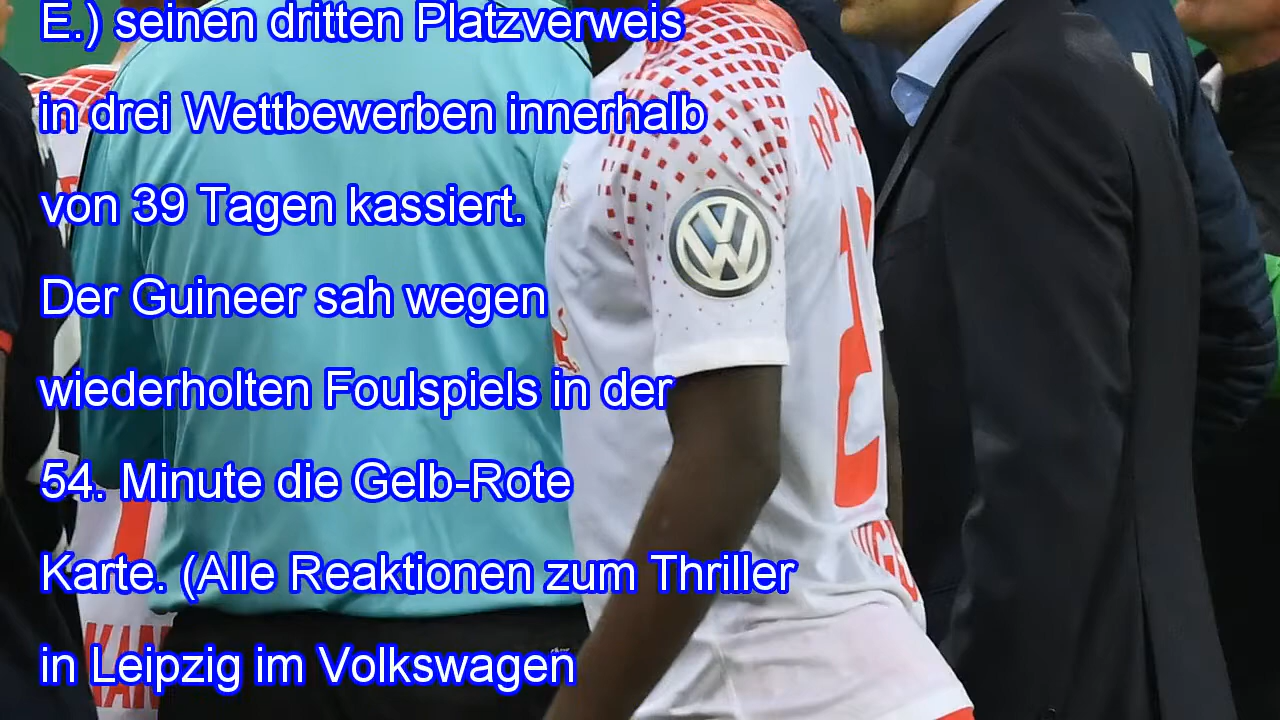 E.) seinen dritten Platzverweis
in drei Wettbewerben innerhalb
von 39 Tagen kassiert.
Der Guineer sah wegen
wiederholten Foulspiels in der
54. Minute die Gelb-Rote
Karte. (Alle Reaktionen zum Thriller
in Leipzig im Volkswagen